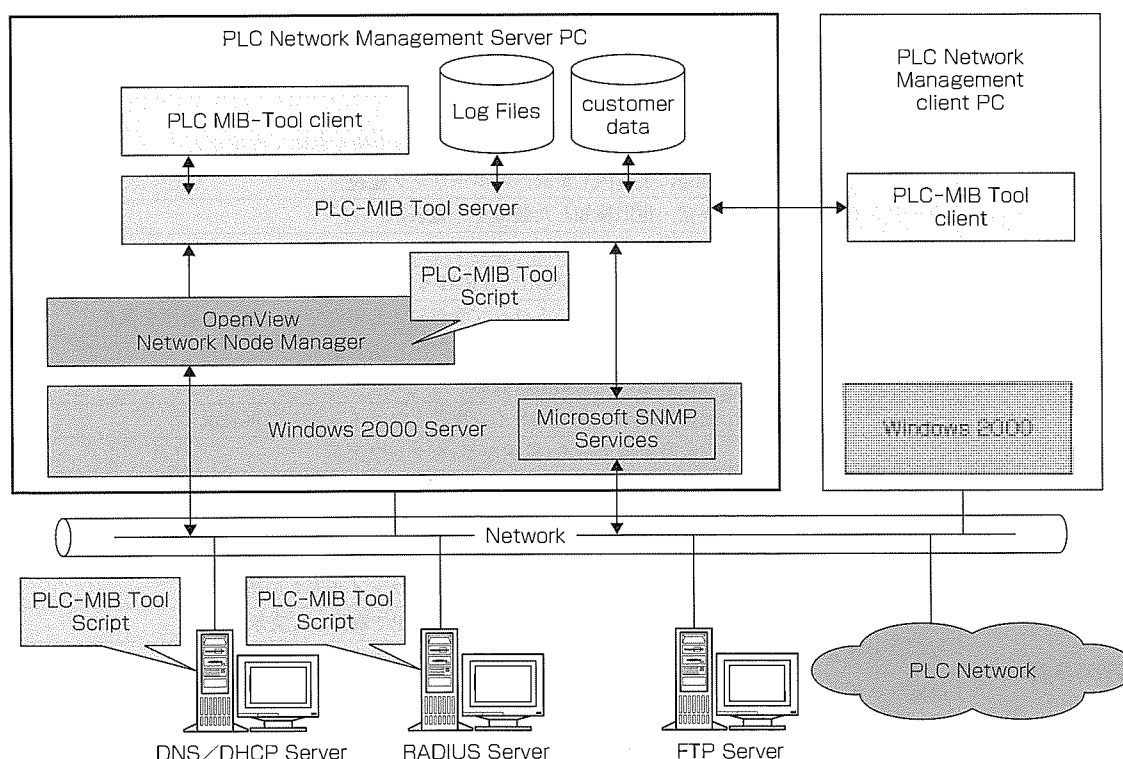 PLC Network Management Server PC
PLC Network
Management
client PC
PLC MIB-Tool client
Log Files
customer
data
PLC-MIB Tool server
PLC-MIB Tool
client
PLC-MIB Tool
Script
OpenView
Network Node Manager
Windows 2000 Server
Microsoft SNMP
Services
Windows 2000
Network
PLC-MIB Tool
Script
PLC-MIB Tool
Script
PLC Network
DNS／DHCP Server
RADIUS Server
FTP Server